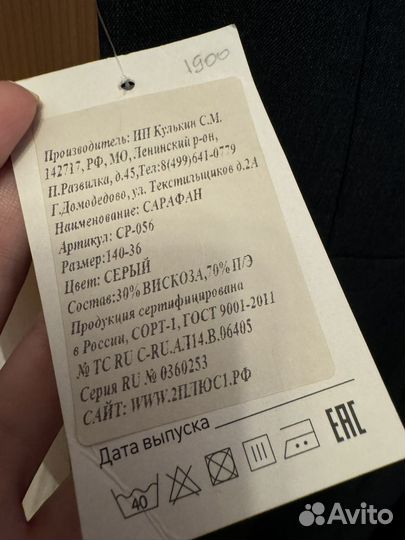 1900
Производитель: ИП Кулькин С.М.
142717, РФ, МО, Ленинский р-он,
П.Развилка, д.45,Тел:8(499)641-0779
Г.Домодедово, ул. Текстильщиков д.2А
Наименование: САРАФАН
Артикул: СР-056
Размер:140-36
Цвет: СЕРЫЙ
Состав:30% ВИСКОЗА,70% П/Э
Продукция сертифицирована
в России, СОРТ-1, ГОСТ 9001-2011
№ ТС RU C-RU.АЛ14.В.06405
Серия RU № 0360253
САЙТ: WWW.2ПЛЮС1.РФ
Дата выпуска
40
EAC
Avito